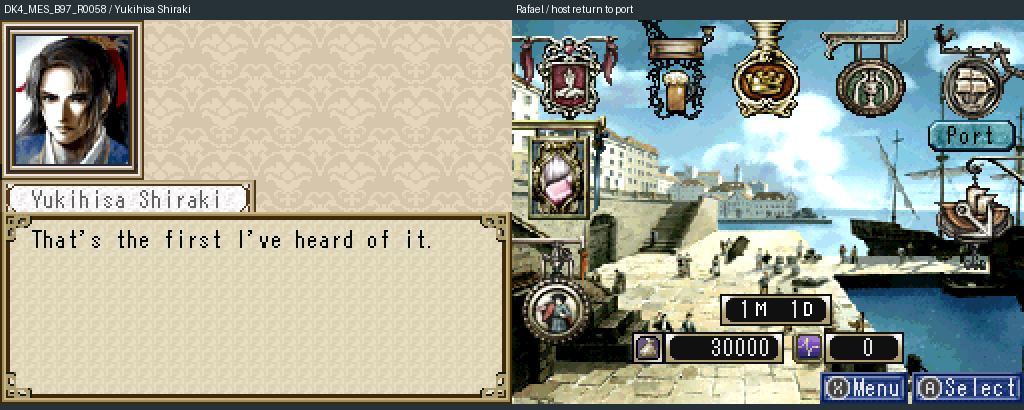 DK4_MES_B97_R0058 / Yukihisa Shiraki
Rafael / host return to port
Yukihisa Shiraki
That's the first I've heard of it.
Port
1M 1D
30000
0
X Menu
A Select